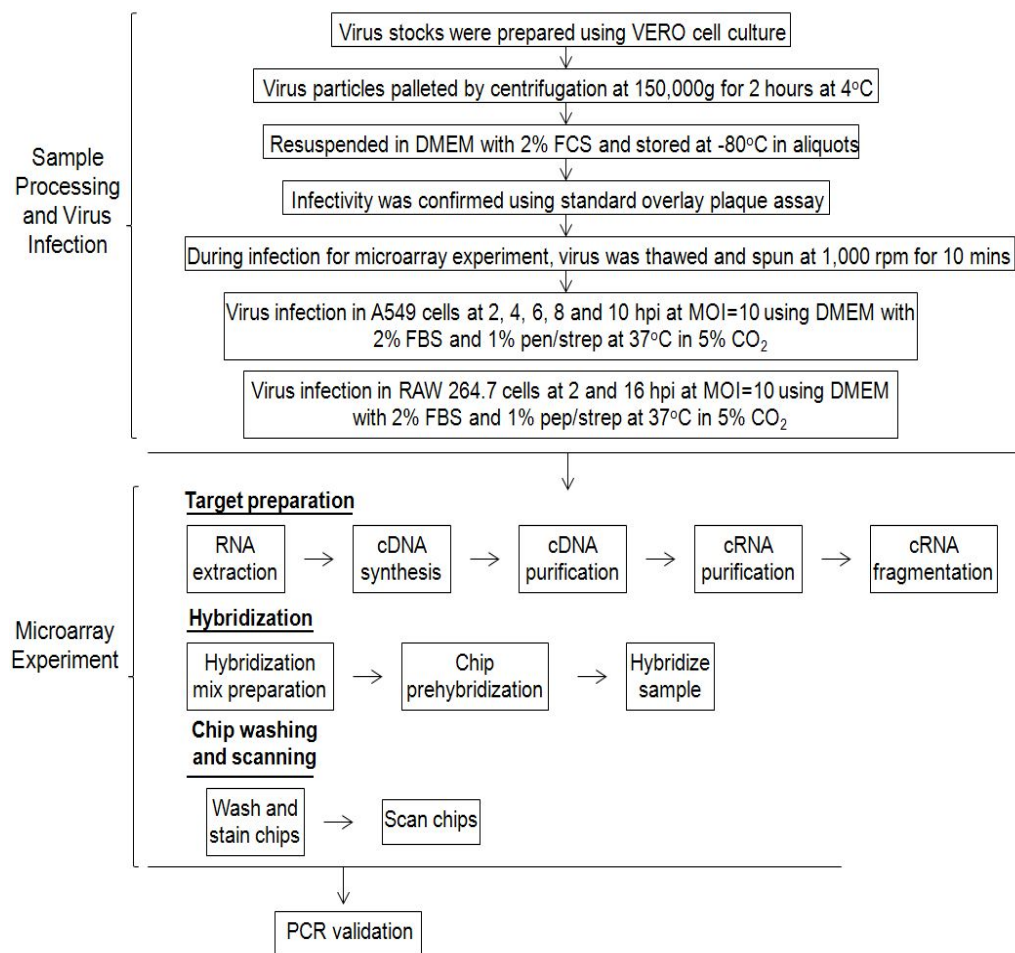 Virus stocks were prepared using VERO cell culture
Virus particles palleted by centrifugation at 150,000g for 2 hours at 4oC
Resuspended in DMEM with 2% FCS and stored at -80oC in aliquots
Infectivity was confirmed using standard overlay plaque assay
During infection for microarray experiment, virus was thawed and spun at 1,000 rpm for 10 mins
Virus infection in A549 cells at 2, 4, 6, 8 and 10 hpi at MOI=10 using DMEM with
2% FBS and 1% pen/strep at 37oC in 5% CO2
Virus infection in RAW 264.7 cells at 2 and 16 hpi at MOI=10 using DMEM
with 2% FBS and 1% pep/strep at 37oC in 5% CO2
Sample
Processing
and Virus
Infection
Target preparation
RNA
extraction
cDNA
synthesis
cDNA
purification
cRNA
purification
cRNA
fragmentation
Hybridization
Hybridization
mix preparation
Chip
prehybridization
Hybridize
sample
Chip washing
and scanning
Wash and
stain chips
Scan chips
Microarray
Experiment
PCR validation